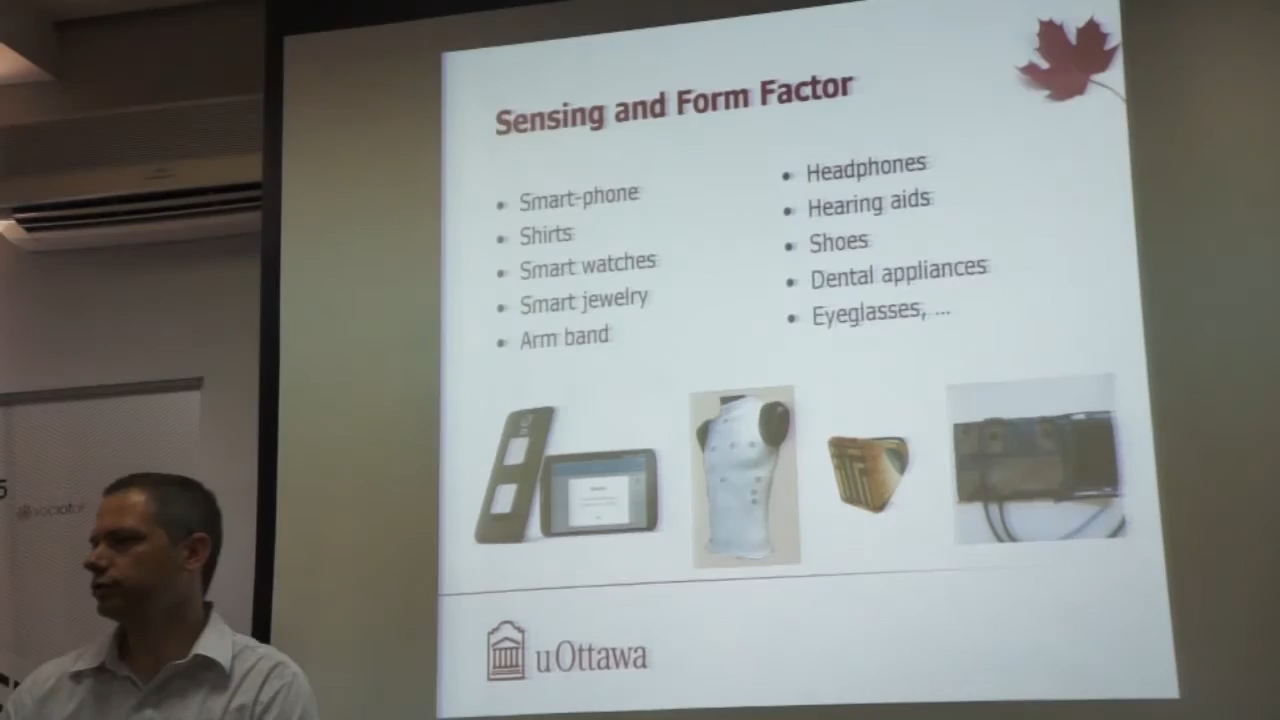 Sensing and Form Factor
• Smart-phone
• Shirts
• Smart watches
• Smart jewelry
• Arm band
• Headphones
• Hearing aids
• Shoes
• Dental appliances
• Eyeglasses, ...
uOttawa
5